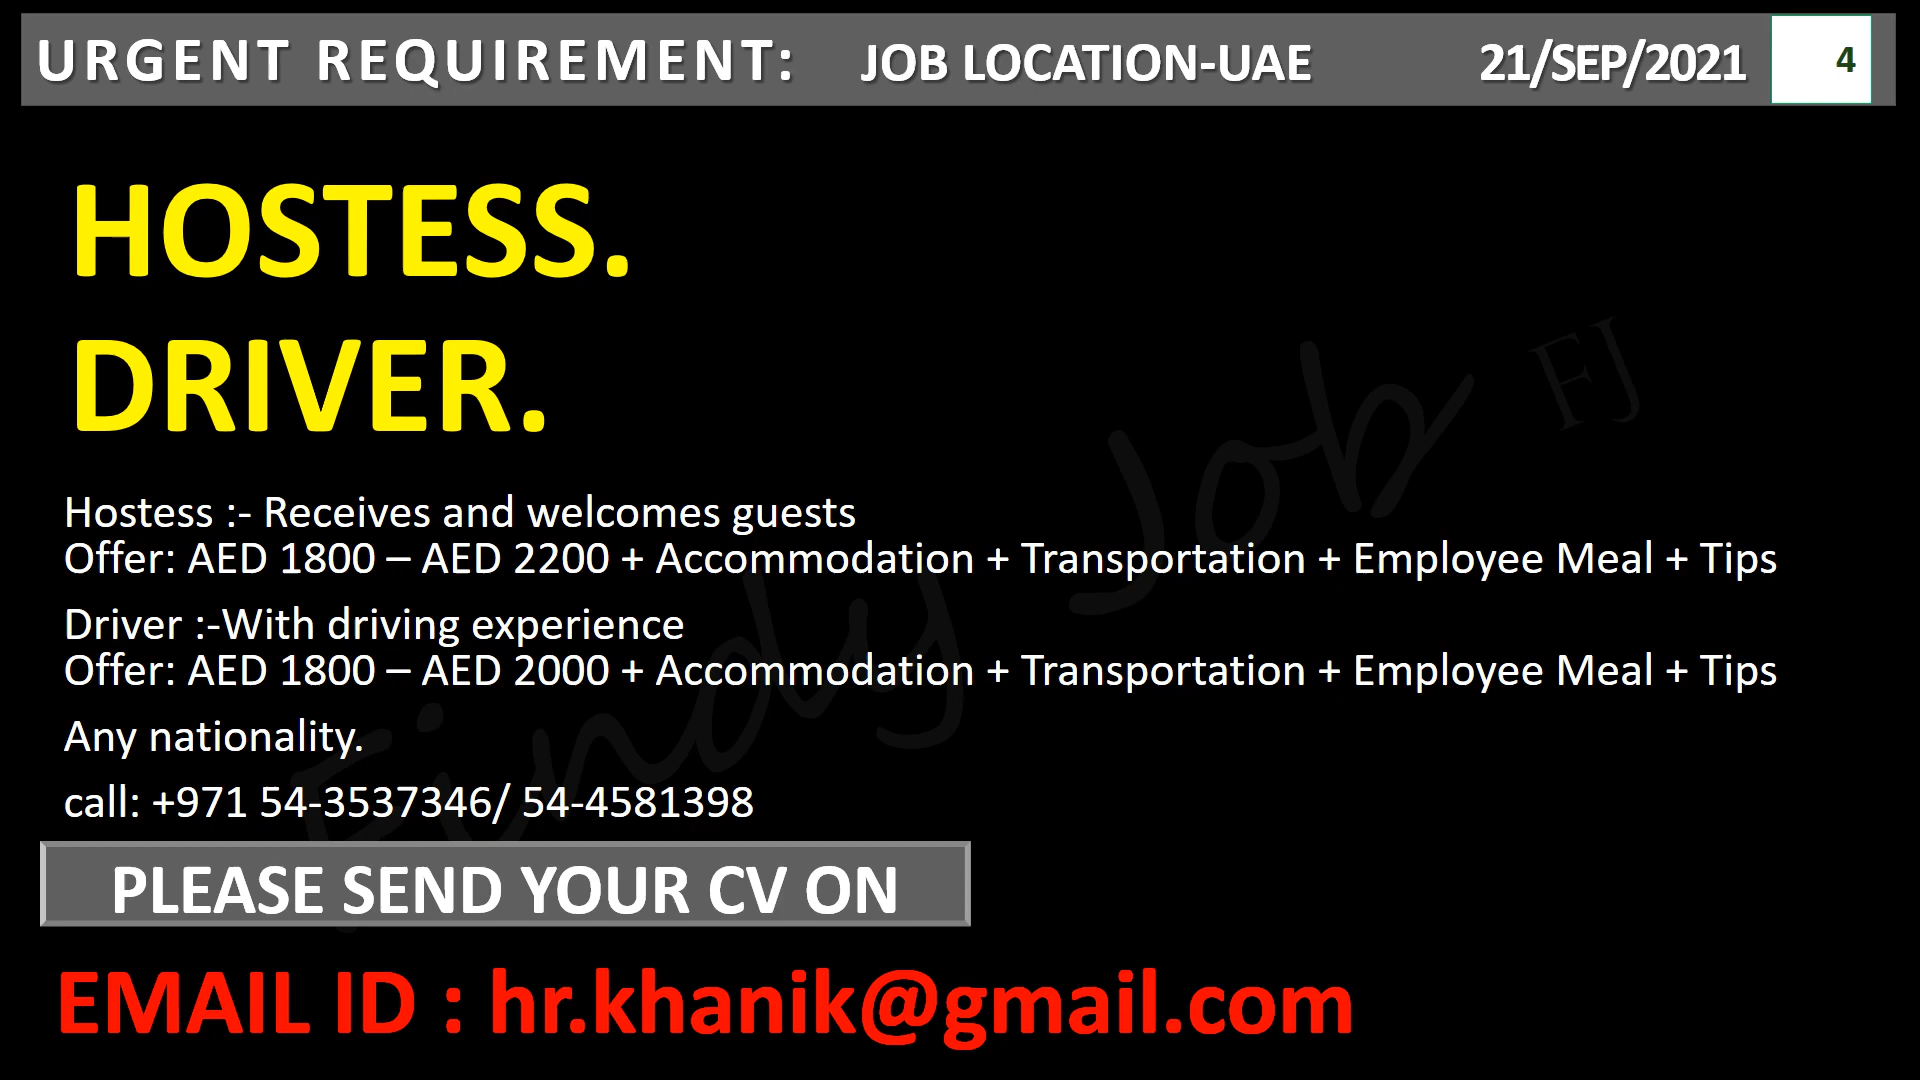 URGENT REQUIREMENT: JOB LOCATION-UAE 21/SEP/2021 4
HOSTESS.
DRIVER.
Hostess :- Receives and welcomes guests
Offer: AED 1800 – AED 2200 + Accommodation + Transportation + Employee Meal + Tips
Driver :-With driving experience
Offer: AED 1800 – AED 2000 + Accommodation + Transportation + Employee Meal + Tips
Any nationality.
call: +971 54-3537346/ 54-4581398
PLEASE SEND YOUR CV ON
EMAIL ID : hr.khanik@gmail.com
Findy Job FJ